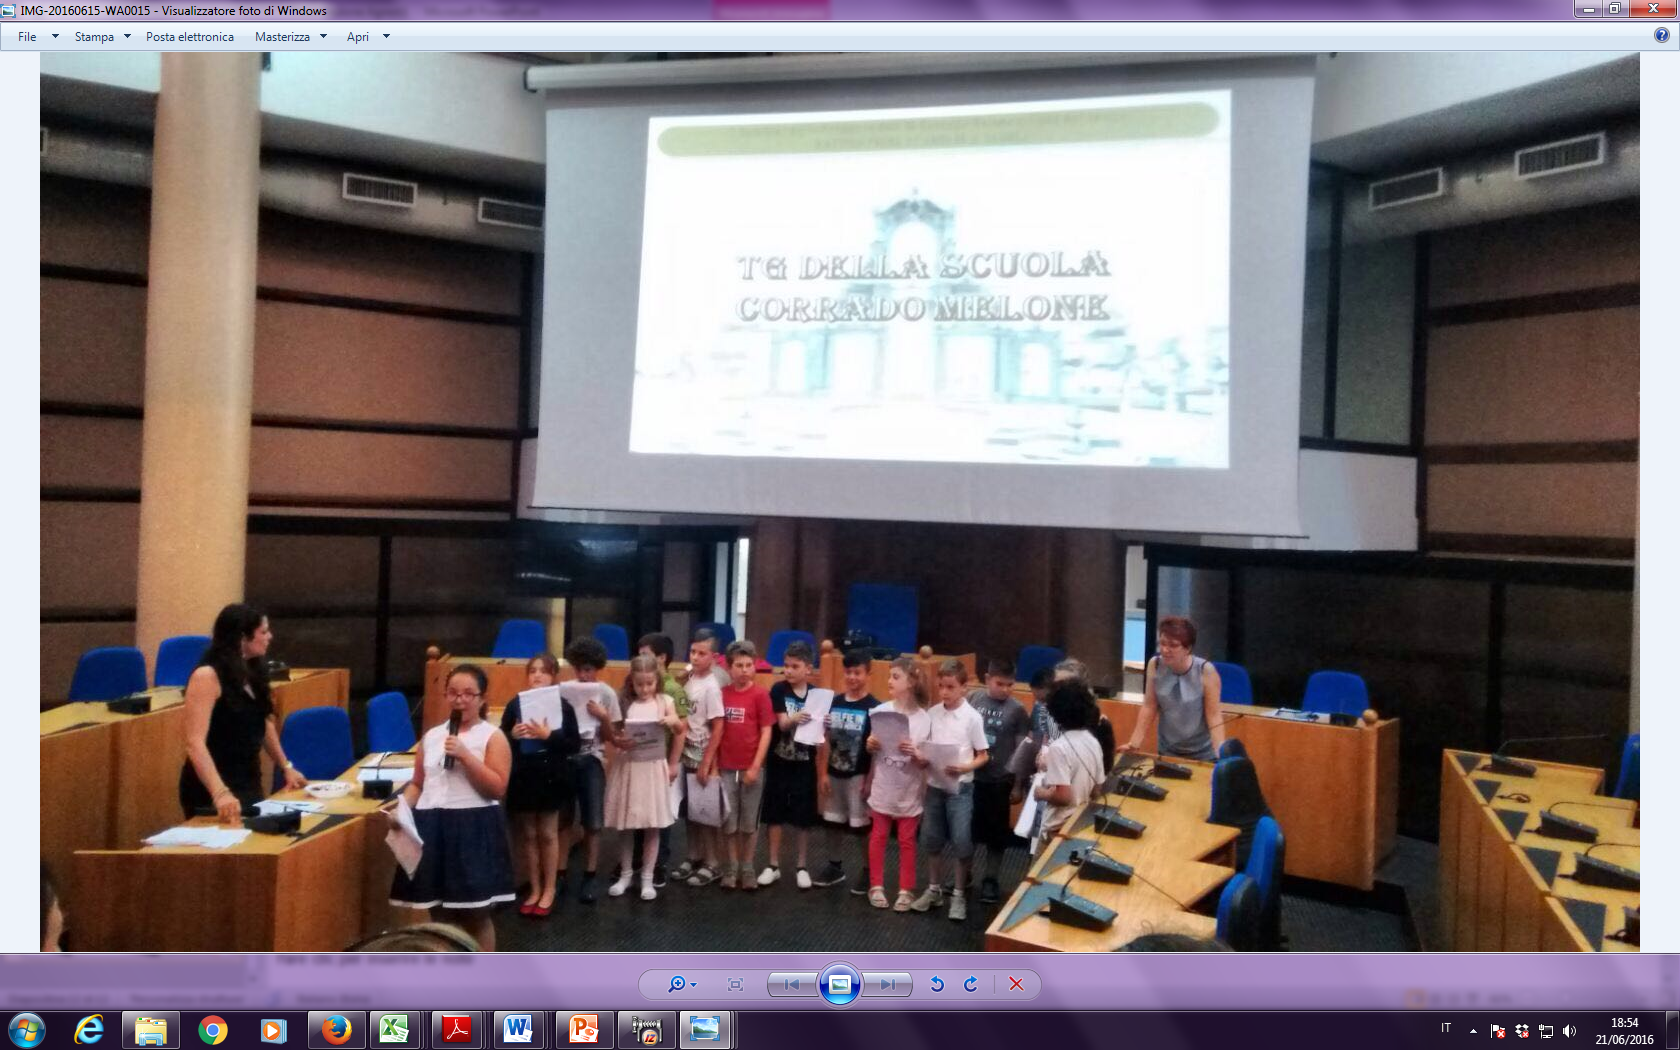 IMG-20160615-WA0015 - Visualizzatore foto di Windows
File Stampa Posta elettronica Masterizza Apri
TG DELLA SCUOLA
CORRADO MELONE
IT
18:54
21/06/2016